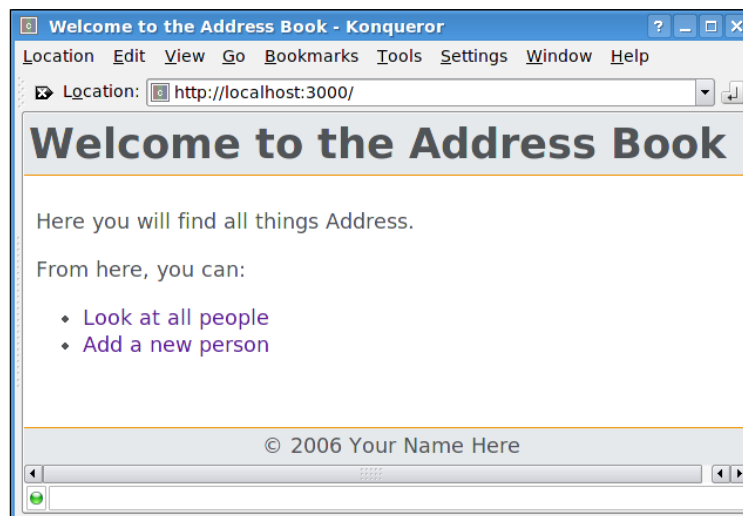 Welcome to the Address Book - Konqueror
Location Edit View Go Bookmarks Tools Settings Window Help
Location: http://localhost:3000/
Welcome to the Address Book
Here you will find all things Address.
From here, you can:
Look at all people
Add a new person
© 2006 Your Name Here